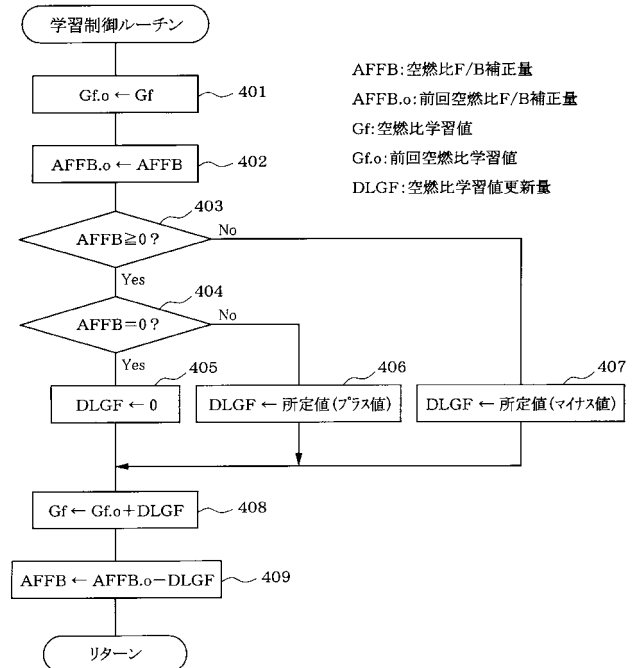 学習制御ルーチン
Gf.o ← Gf
401
AFFB.o ← AFFB
402
AFFB:空燃比F/B補正量
AFFB.o:前回空燃比F/B補正量
Gf:空燃比学習値
Gf.o:前回空燃比学習値
DLGF:空燃比学習値更新量
403
AFFB≧0?
No
Yes
404
AFFB=0?
No
Yes
405
DLGF ← 0
406
DLGF ← 所定値(プラス値)
407
DLGF ← 所定値(マイナス値)
Gf ← Gf.o+DLGF
408
AFFB ← AFFB.o−DLGF
409
リターン